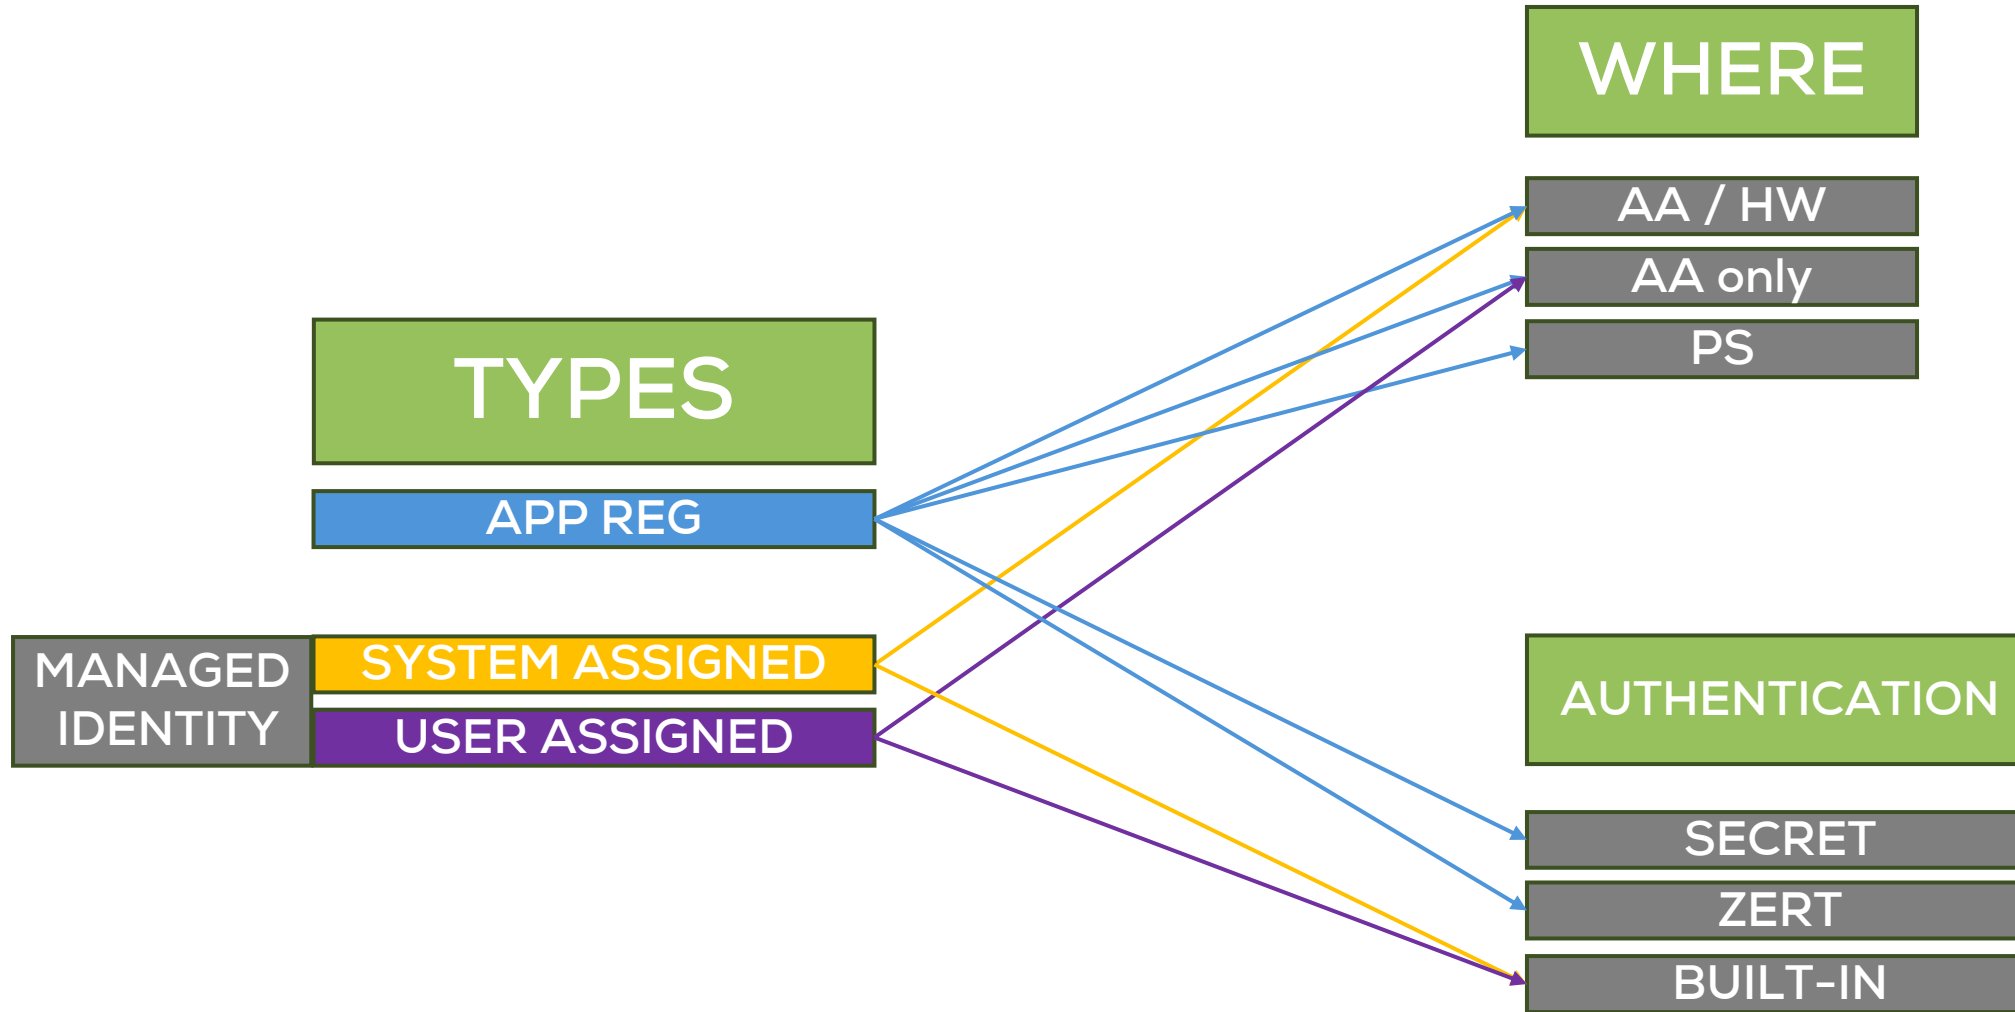 WHERE
AA / HW
AA only
PS
TYPES
APP REG
MANAGED
IDENTITY
SYSTEM ASSIGNED
USER ASSIGNED
AUTHENTICATION
SECRET
ZERT
BUILT-IN